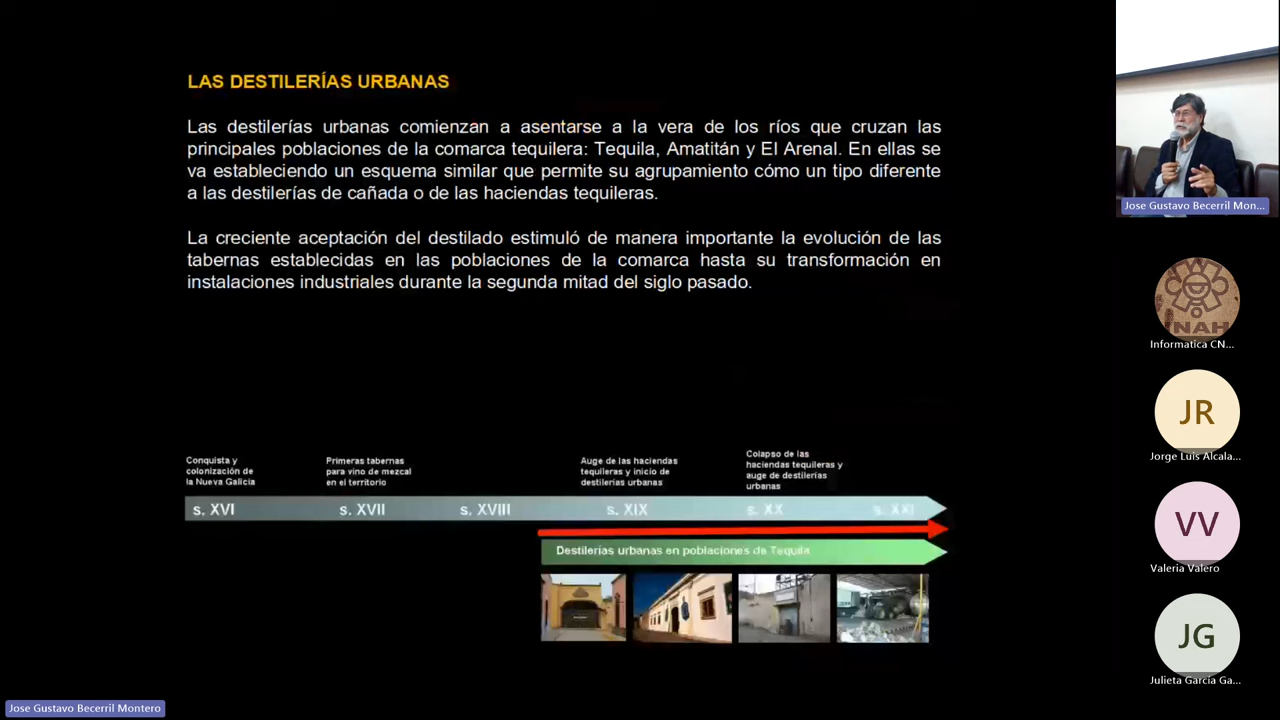 LAS DESTILERÍAS URBANAS
Las destilerías urbanas comienzan a asentarse a la vera de los ríos que cruzan las
principales poblaciones de la comarca tequilera: Tequila, Amatitán y El Arenal. En ellas se
va estableciendo un esquema similar que permite su agrupamiento cómo un tipo diferente
a las destilerías de cañada o de las haciendas tequileras.
La creciente aceptación del destilado estimuló de manera importante la evolución de las
tabernas establecidas en las poblaciones de la comarca hasta su transformación en
instalaciones industriales durante la segunda mitad del siglo pasado.
Conquista y
colonización de
la Nueva Galicia
Primeras tabernas
para vino de mezcal
en el territorio
Auge de las haciendas
tequileras y inicio de
destilerías urbanas
Colapso de las
haciendas tequileras y
auge de destilerías
urbanas
s. XVI
s. XVII
s. XVIII
s. XIX
s. XX
s. XXI
Destilerías urbanas en poblaciones de Tequila
Jose Gustavo Becerril Montero
Jose Gustavo Becerril Mon...
INAH
Informatica CN...
JR
Jorge Luis Alcala...
VV
Valeria Valero
JG
Julieta García Ga...